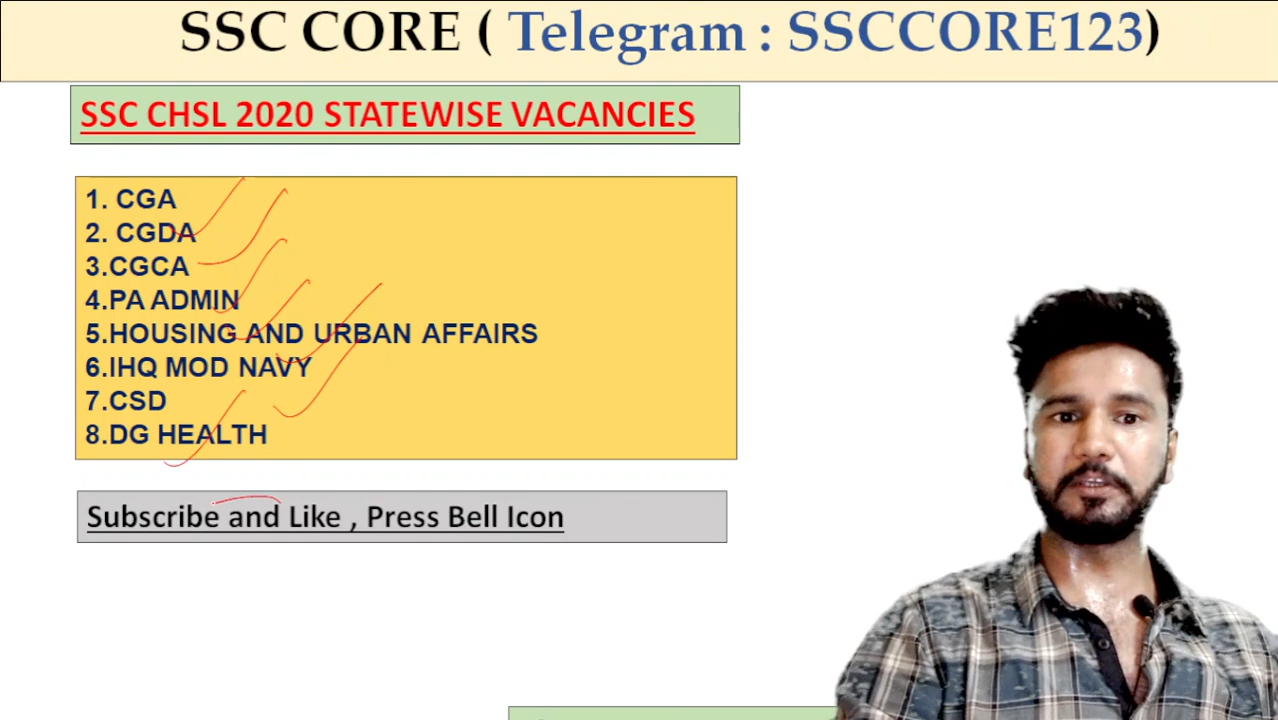 SSC CORE ( Telegram : SSCCORE123)
SSC CHSL 2020 STATEWISE VACANCIES
1. CGA
2. CGDA
3.CGCA
4.PA ADMIN
5.HOUSING AND URBAN AFFAIRS
6.IHQ MOD NAVY
7.CSD
8.DG HEALTH
Subscribe and Like , Press Bell Icon